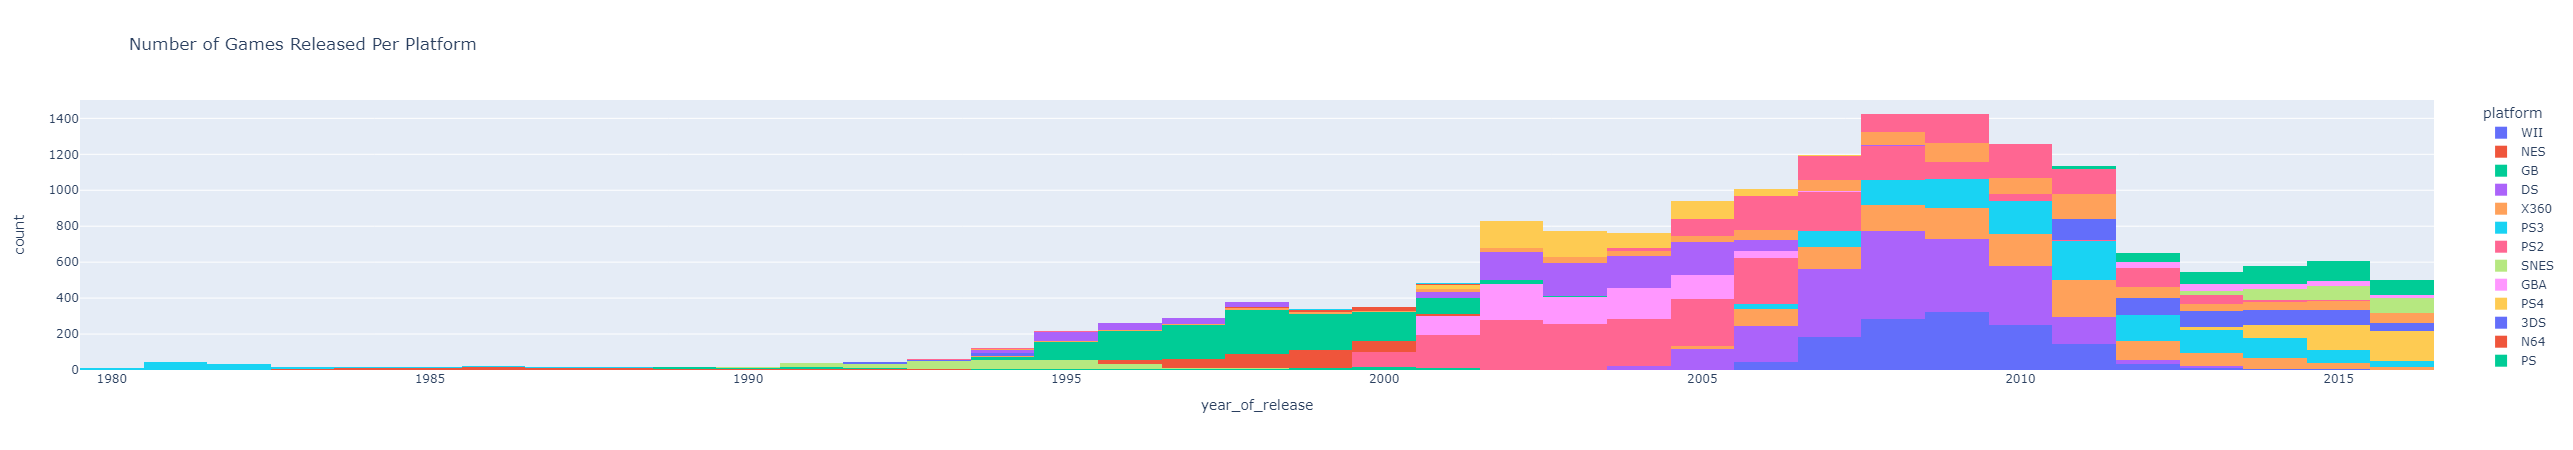 Number of Games Released Per Platform
1400
1200
1000
800
600
400
200
0
count
1980
1985
1990
1995
2000
2005
2010
2015
year_of_release
platform
WII
NES
GB
DS
X360
PS3
PS2
SNES
GBA
PS4
3DS
N64
PS